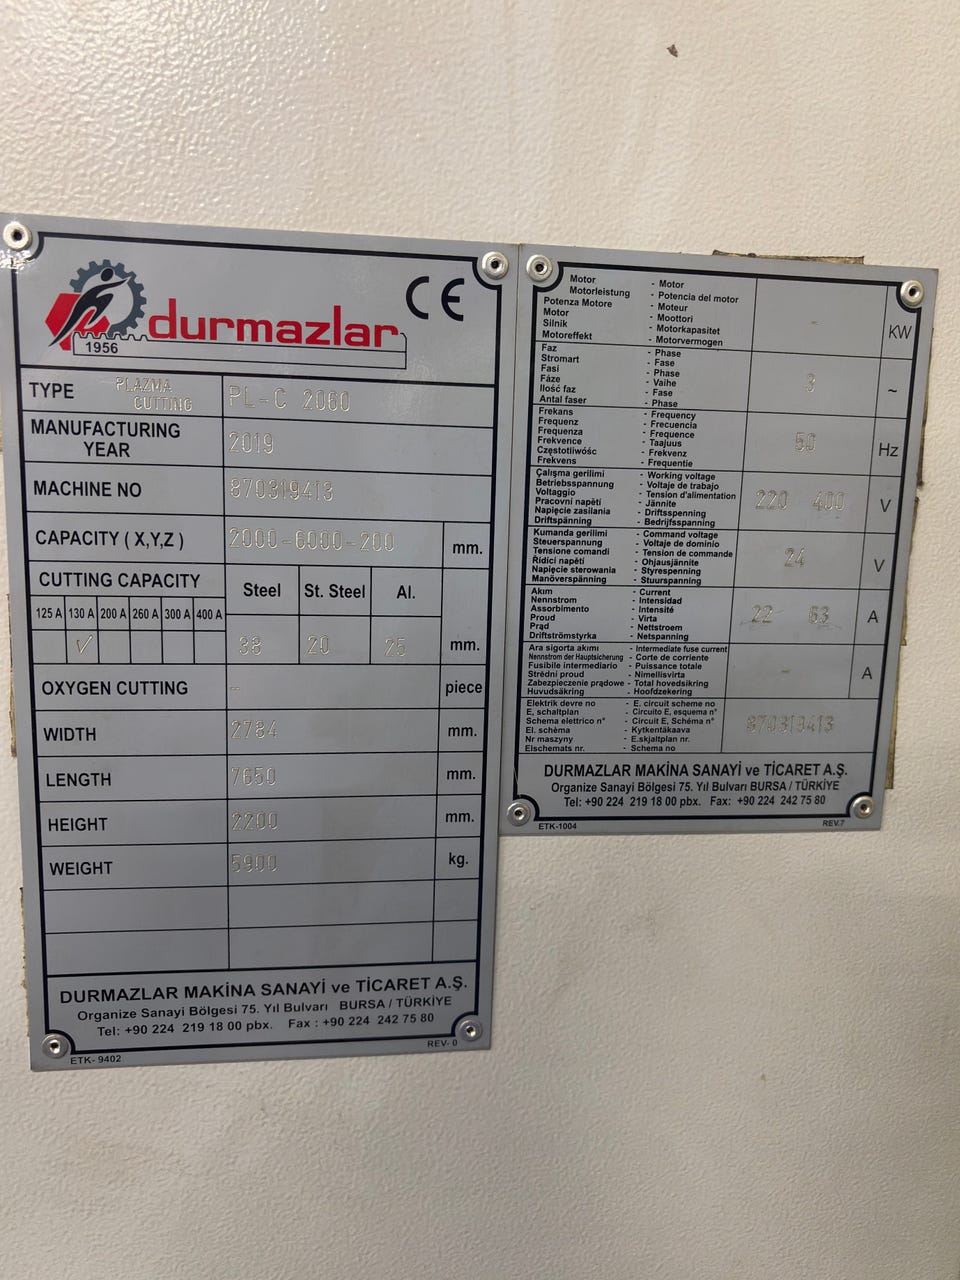 durmazlar
1956
CE
TYPE PLAZMA CUTTING PL-C 2060
MANUFACTURING YEAR 2019
MACHINE NO 870319413
CAPACITY ( X,Y,Z ) 2000-6000-200 mm.
CUTTING CAPACITY Steel St. Steel Al.
125 A 130 A 200 A 260 A 300 A 400 A
✓ 38 20 25 mm.
OXYGEN CUTTING - piece
WIDTH 2784 mm.
LENGTH 7650 mm.
HEIGHT 2200 mm.
WEIGHT 5900 kg.
DURMAZLAR MAKİNA SANAYİ ve TİCARET A.Ş.
Organize Sanayi Bölgesi 75. Yıl Bulvarı BURSA / TÜRKİYE
Tel: +90 224 219 18 00 pbx. Fax : +90 224 242 75 80
ETK- 9402 REV- 0
Motor - Motor
Motorleistung - Potencia del motor
Potenza Motore - Moteur
Motor - Moottori
Silnik - Motorkapasitet
Motoreffekt - Motorvermogen
- KW
Faz - Phase
Stromart - Fase
Fasi - Phase
Fáze - Vaihe
Ilość faz - Fase
Antal faser - Phase
3 ~
Frekans - Frequency
Frequenz - Frecuencia
Frequenza - Frequence
Frekvence - Taajuus
Częstotliwośc - Frekvenz
Frekvens - Frequentie
50 Hz
Çalışma gerilimi - Working voltage
Betriebsspannung - Voltaje de trabajo
Voltaggio - Tension d'alimentation
Pracovni napětí - Jännite
Napięcie zasilania - Driftsspenning
Driftspänning - Bedrijfsspanning
220 400 V
Kumanda gerilimi - Command voltage
Steuerspannung - Voltaje de dominio
Tensione comandi - Tension de commande
Řídící napětí - Ohjausjännite
Napięcie sterowania - Styrespenning
Manöverspänning - Stuurspanning
24 V
Akım - Current
Nennstrom - Intensidad
Assorbimento - Intensité
Proud - Virta
Prąd - Nettstroem
Driftströmstyrka - Netspanning
22 63 A
Ara sigorta akımı - Intermediate fuse current
Nennstrom der Hauptsicherung - Corte de corriente
Fusibile intermediario - Puissance totale
Střední proud - Nimellisvirta
Zabezpieczenie prądowe - Total hovedsikring
Huvudsäkring - Hoofdzekering
- A
Elektrik devre no - E. circuit scheme no
E, schaltplan - Circuito E, esquema n°
Schema elettrico n° - Circuit E, Schéma n°
El. schèma - Kytkentäkaava
Nr maszyny - E.skjaltplan nr.
Elschemats nr. - Schema no
870319413
DURMAZLAR MAKİNA SANAYİ ve TİCARET A.Ş.
Organize Sanayi Bölgesi 75. Yıl Bulvarı BURSA / TÜRKİYE
Tel: +90 224 219 18 00 pbx. Fax: +90 224 242 75 80
ETK-1004 REV.7